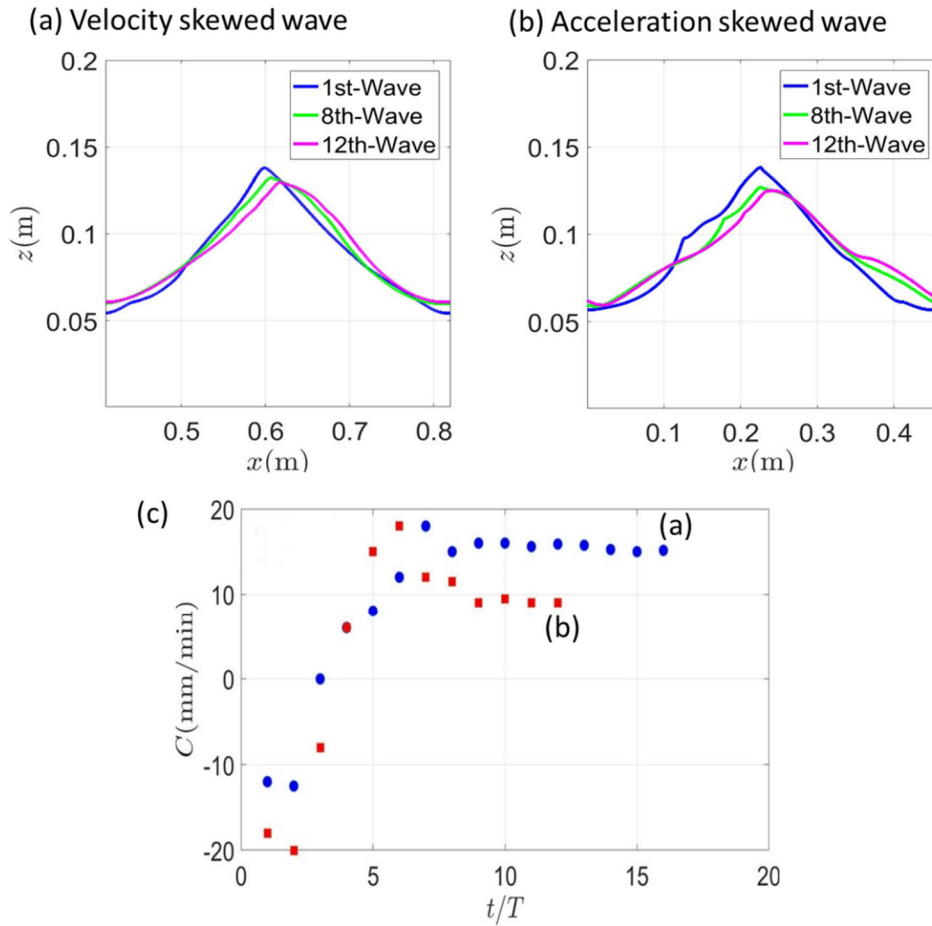 (a) Velocity skewed wave
0.2
0.15
0.1
0.05
z(m)
1st-Wave
8th-Wave
12th-Wave
0.5 0.6 0.7 0.8
x(m)
(b) Acceleration skewed wave
0.2
0.15
0.1
0.05
z(m)
1st-Wave
8th-Wave
12th-Wave
0.1 0.2 0.3 0.4
x(m)
(c)
20
10
0
-10
-20
C(mm/min)
(a)
(b)
0 5 10 15 20
t/T